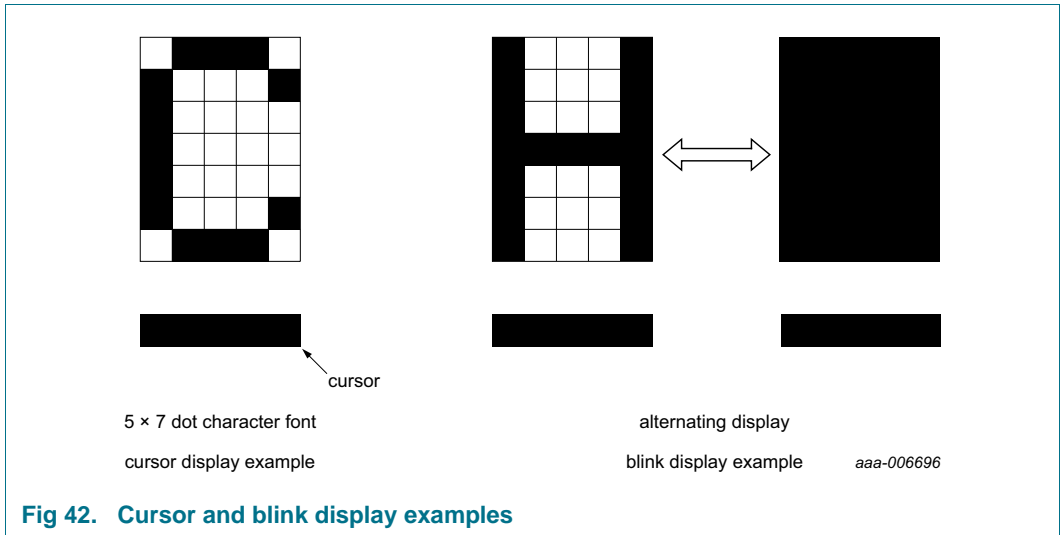 cursor
5 × 7 dot character font
alternating display
cursor display example
blink display example
aaa-006696
Fig 42. Cursor and blink display examples